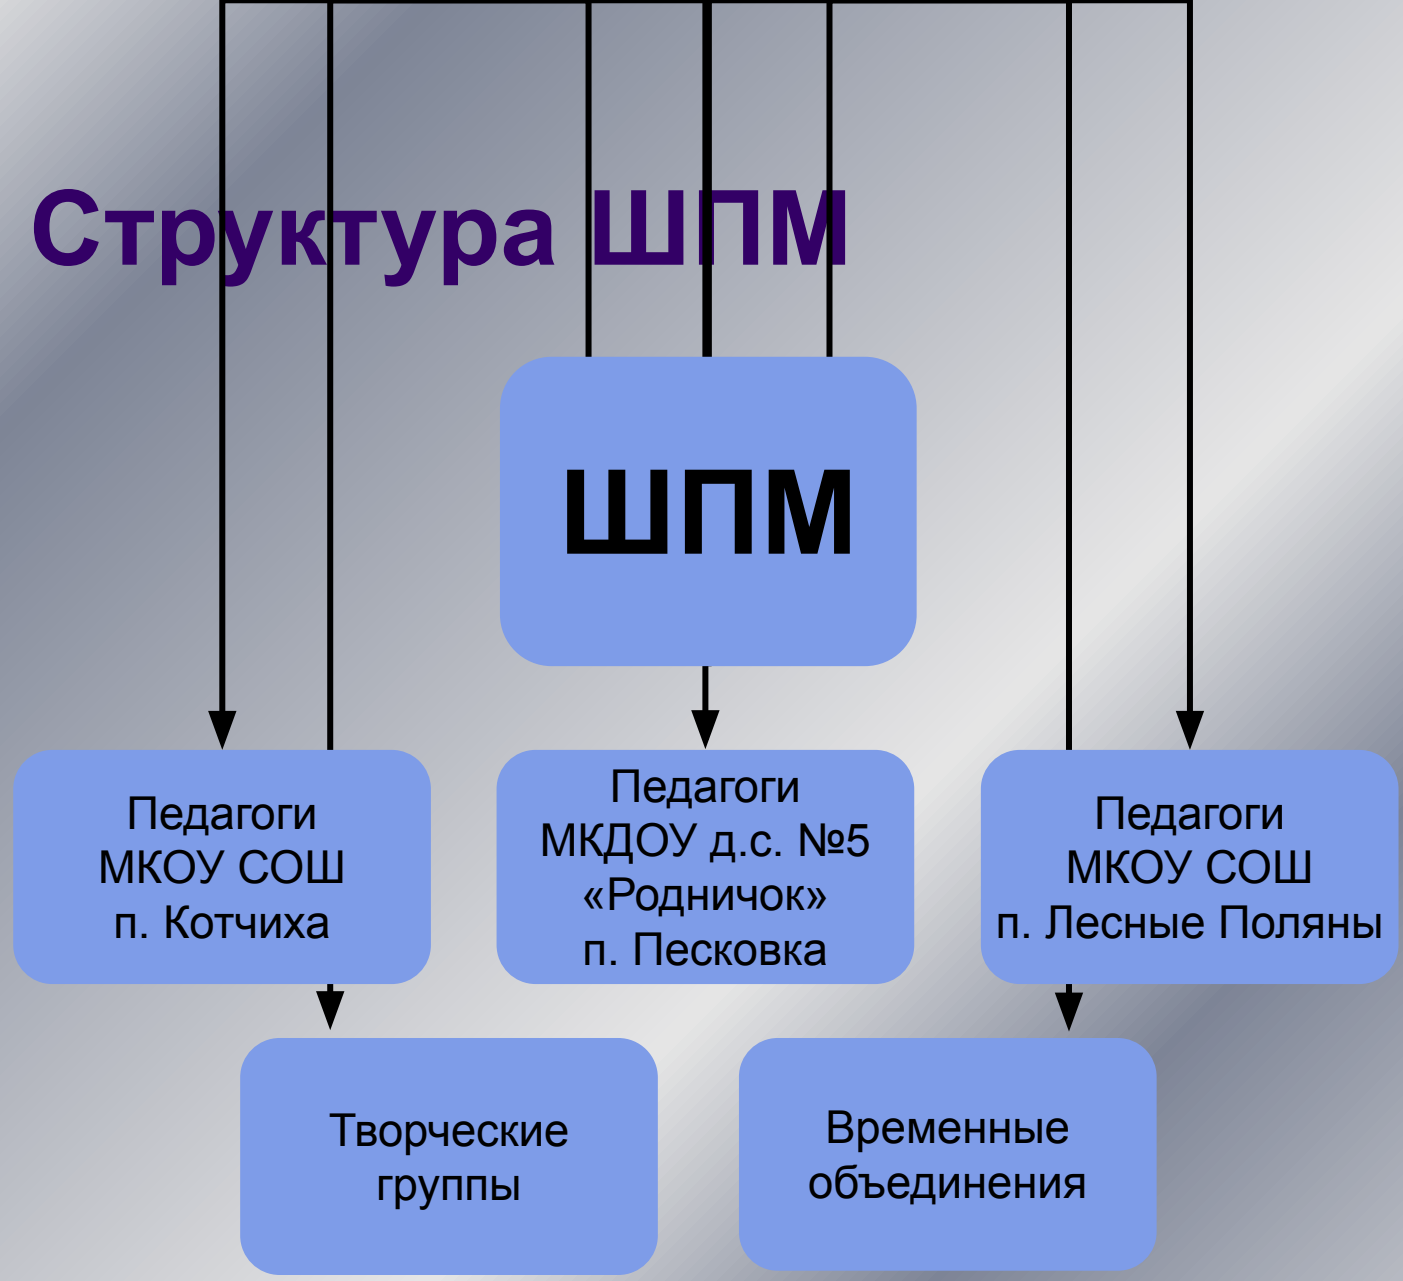 Структура ШПМ
ШПМ
Педагоги
МКОУ СОШ
п. Котчиха
Педагоги
МКДОУ д.с. №5
«Родничок»
п. Песковка
Педагоги
МКОУ СОШ
п. Лесные Поляны
Творческие
группы
Временные
объединения